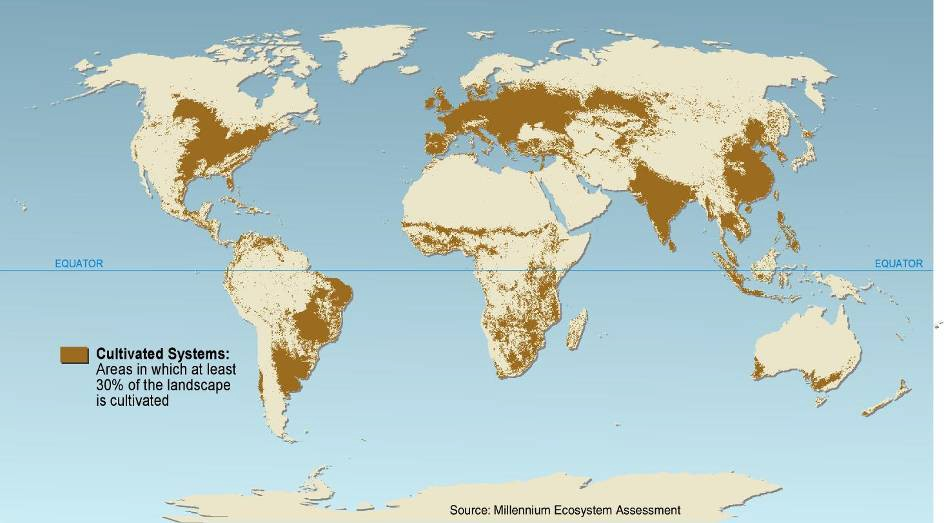 EQUATOR
EQUATOR
Cultivated Systems:
Areas in which at least
30% of the landscape
is cultivated
Source: Millennium Ecosystem Assessment